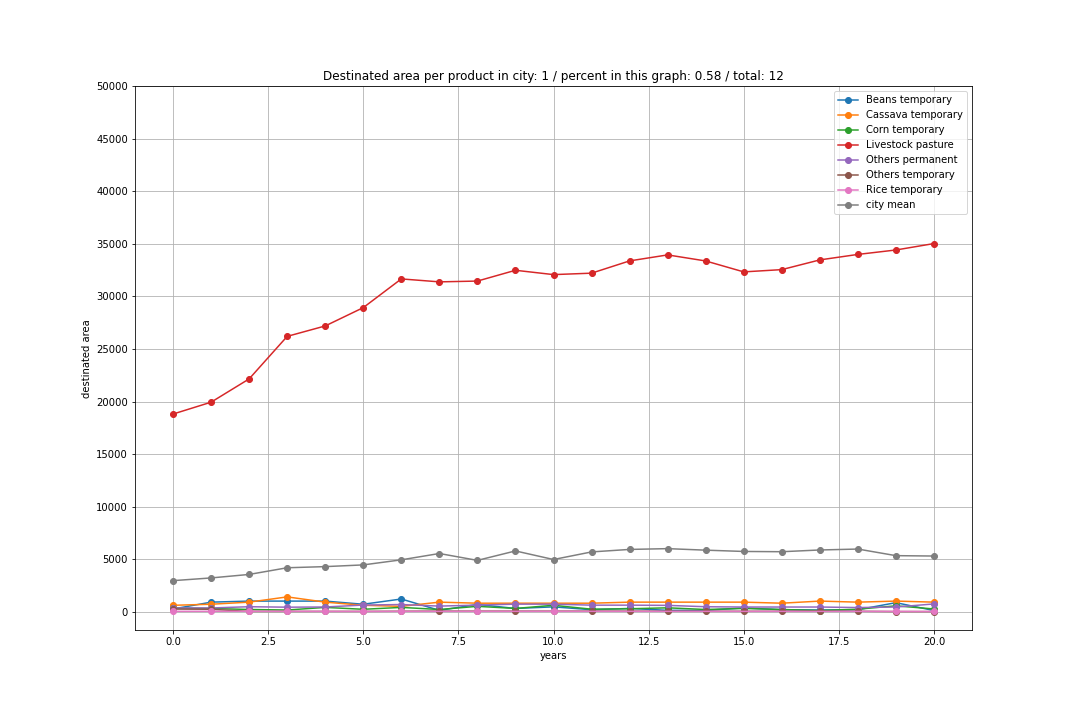 Destinated area per product in city: 1 / percent in this graph: 0.58 / total: 12
50000
45000
40000
35000
30000
25000
20000
15000
10000
5000
0
destinated area
Beans temporary
Cassava temporary
Corn temporary
Livestock pasture
Others permanent
Others temporary
Rice temporary
city mean
0.0 2.5 5.0 7.5 10.0 12.5 15.0 17.5 20.0
years